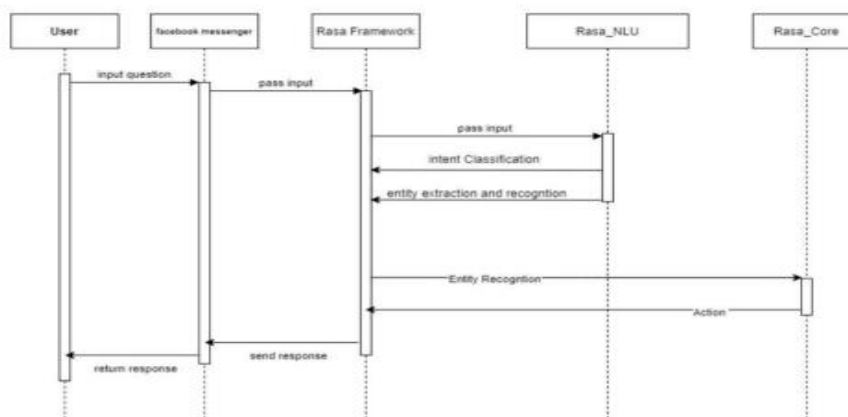 User
facebook messenger
Rasa Framework
Rasa_NLU
Rasa_Core
input question
pass input
pass input
intent Classification
entity extraction and recogntion
Entity Recogntion
Action
send response
return response